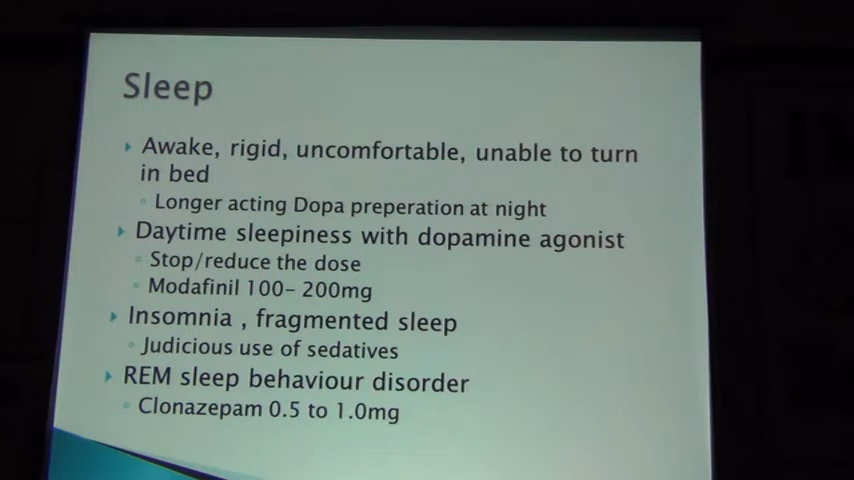 Sleep
Awake, rigid, uncomfortable, unable to turn
in bed
Longer acting Dopa preperation at night
Daytime sleepiness with dopamine agonist
Stop/reduce the dose
Modafinil 100- 200mg
Insomnia , fragmented sleep
Judicious use of sedatives
REM sleep behaviour disorder
Clonazepam 0.5 to 1.0mg